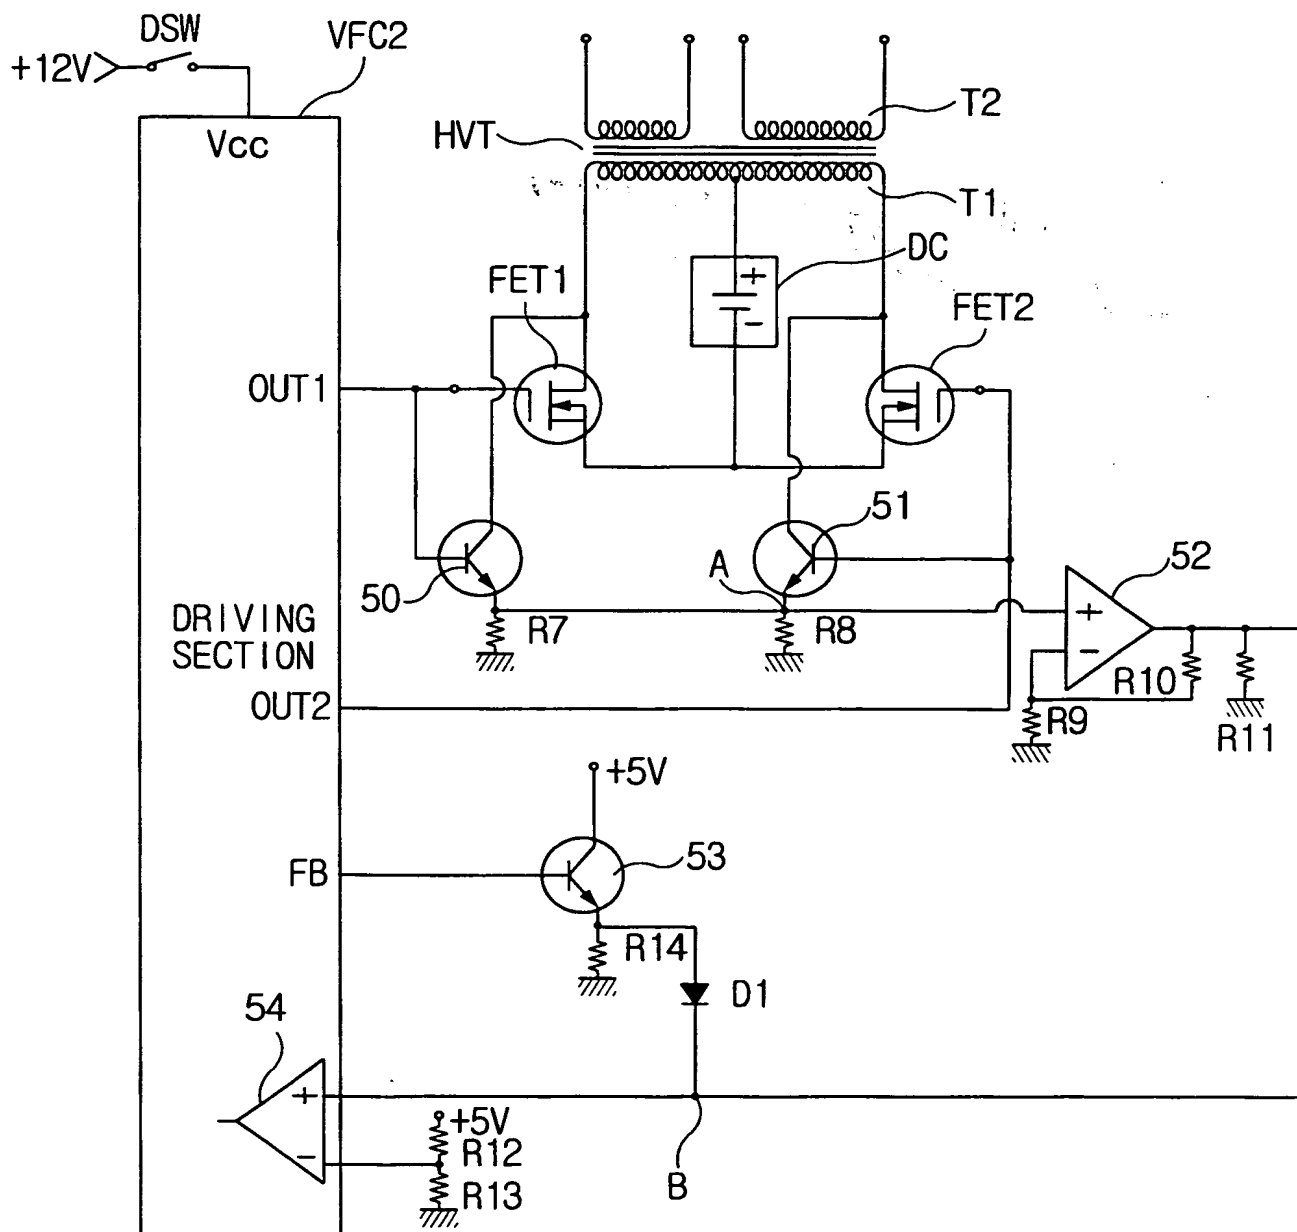 DSW
VFC2
+12V
Vcc
HVT
T2
T1
DC
+
-
FET1
FET2
OUT1
50
51
A
52
DRIVING
SECTION
R7
R8
+
-
R10
OUT2
R9
R11
+5V
53
FB
R14
D1
54
+
+5V
-
R12
R13
B